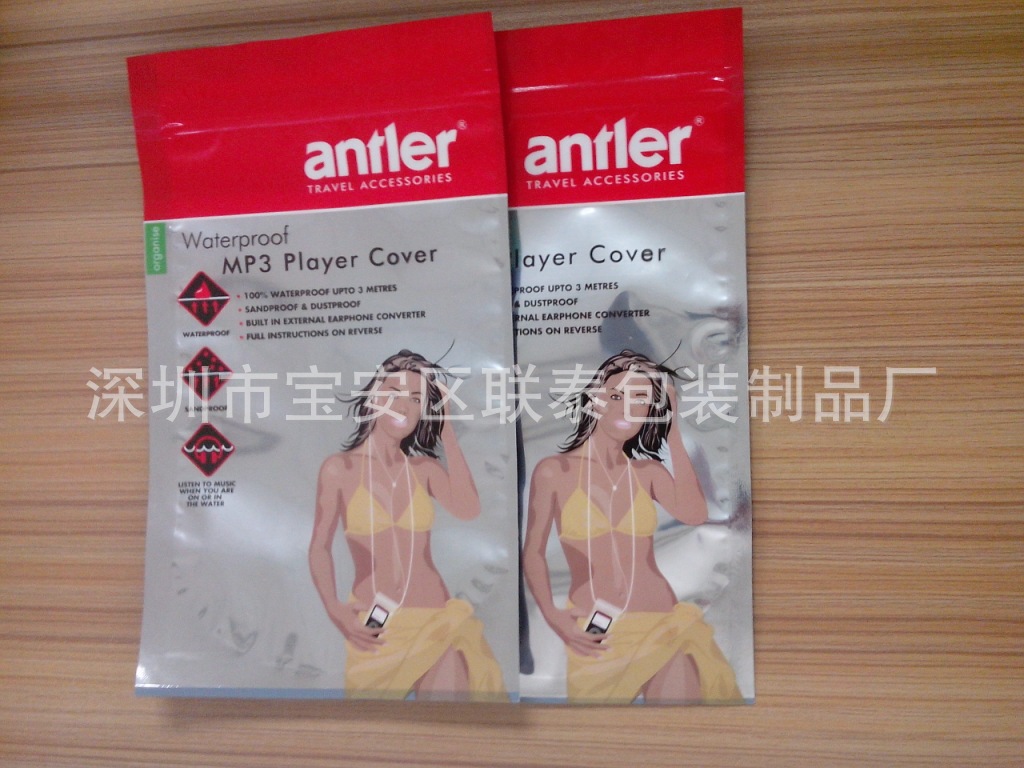 antler®
TRAVEL ACCESSORIES
organise
Waterproof
MP3 Player Cover
• 100% WATERPROOF UPTO 3 METRES
• SANDPROOF & DUSTPROOF
• BUILT IN EXTERNAL EARPHONE CONVERTER
• FULL INSTRUCTIONS ON REVERSE
WATERPROOF
SANDPROOF
LISTEN TO MUSIC
WHEN YOU ARE
ON OR IN
THE WATER
antler®
TRAVEL ACCESSORIES
layer Cover
PROOF UPTO 3 METRES
& DUSTPROOF
RNAL EARPHONE CONVERTER
TIONS ON REVERSE
深圳市宝安区联泰包装制品厂